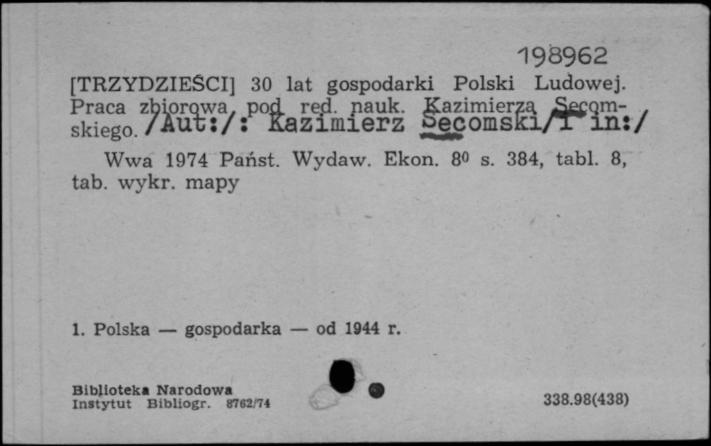 198962
[TRZYDZIEŚCI] 30 lat gospodarki Polski Ludowej.
Praca zbiorowa pod red. nauk. Kazimierza Secom-
skiego. /Aut:/: Kazimierz Secomski/I in:/
Wwa 1974 Państ. Wydaw. Ekon. 8⁰ s. 384, tabl. 8,
tab. wykr. mapy
1. Polska — gospodarka — od 1944 r.
Biblioteka Narodowa
Instytut Bibliogr. 8762/74
338.98(438)